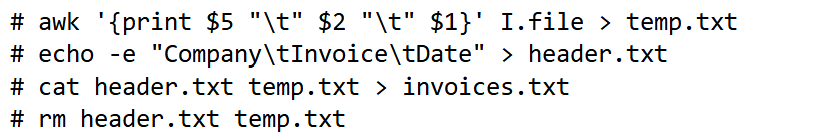 # awk '{print $5 "\t" $2 "\t" $1}' I.file > temp.txt
# echo -e "Company\tInvoice\tDate" > header.txt
# cat header.txt temp.txt > invoices.txt
# rm header.txt temp.txt